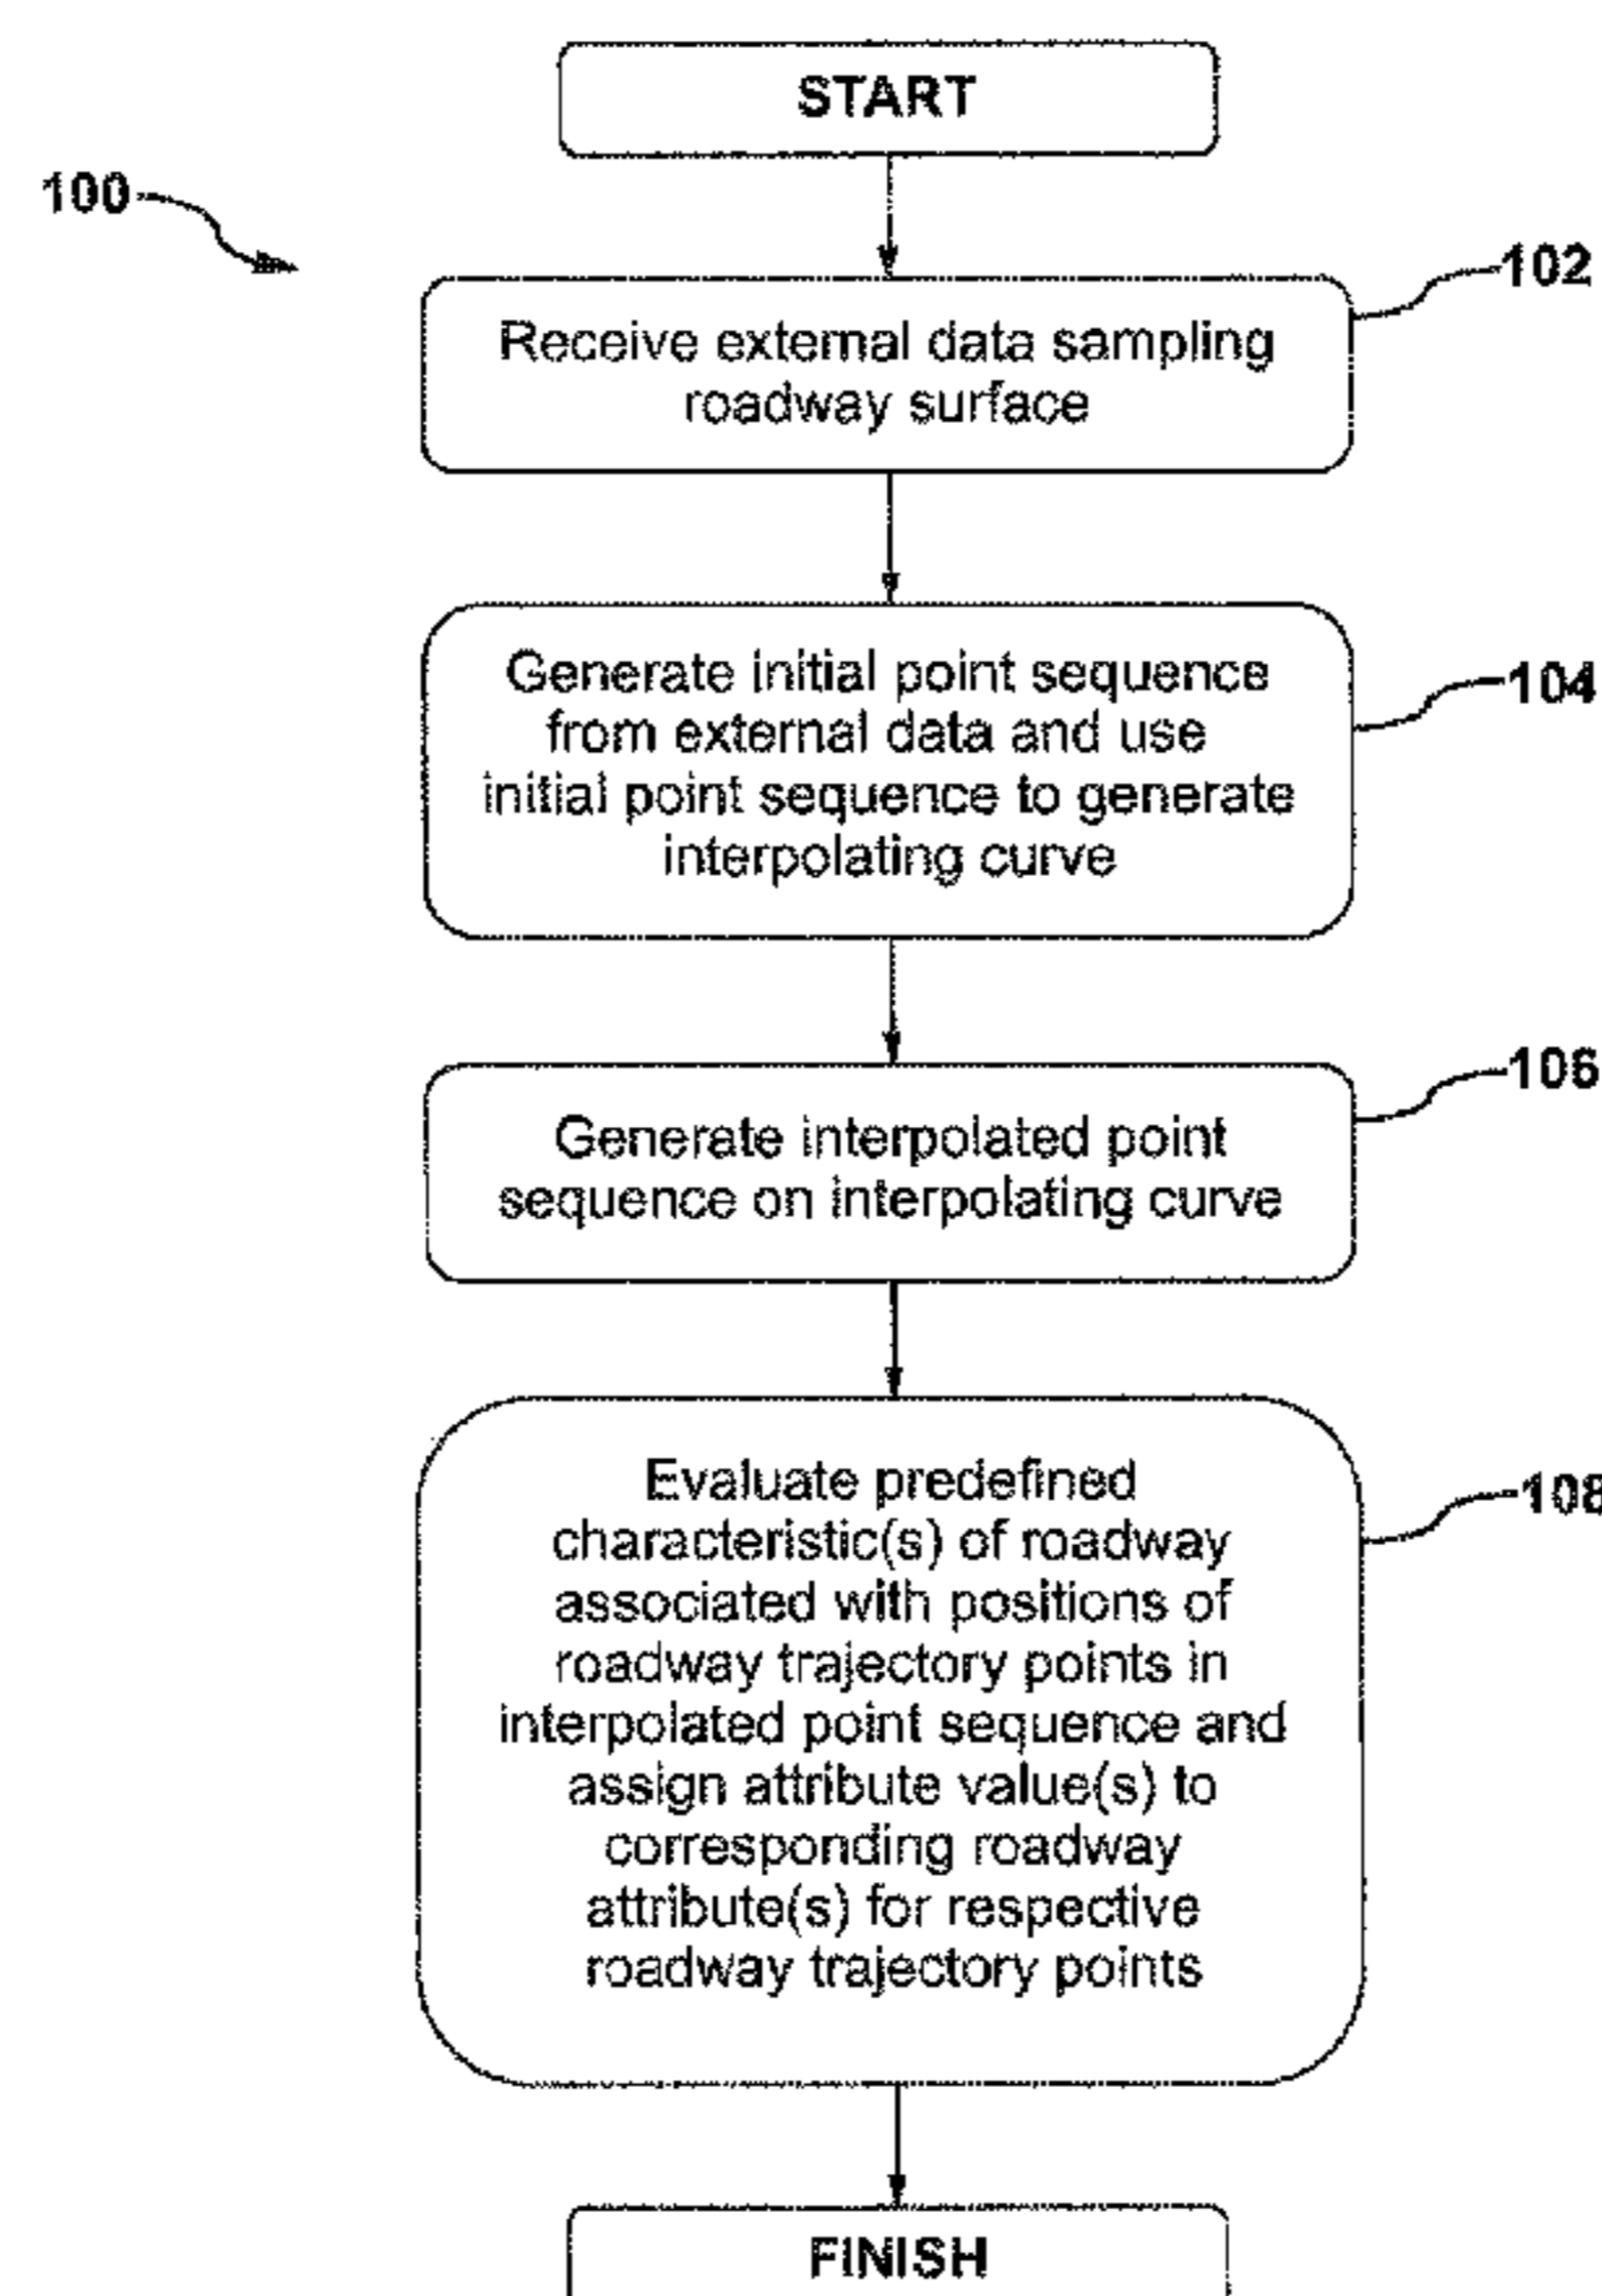 START
100
102
Receive external data sampling
roadway surface
Generate initial point sequence
from external data and use
initial point sequence to generate
interpolating curve
104
106
Generate interpolated point
sequence on interpolating curve
Evaluate predefined
characteristic(s) of roadway
associated with positions of
roadway trajectory points in
interpolated point sequence and
assign attribute value(s) to
corresponding roadway
attribute(s) for respective
roadway trajectory points
108
FINISH